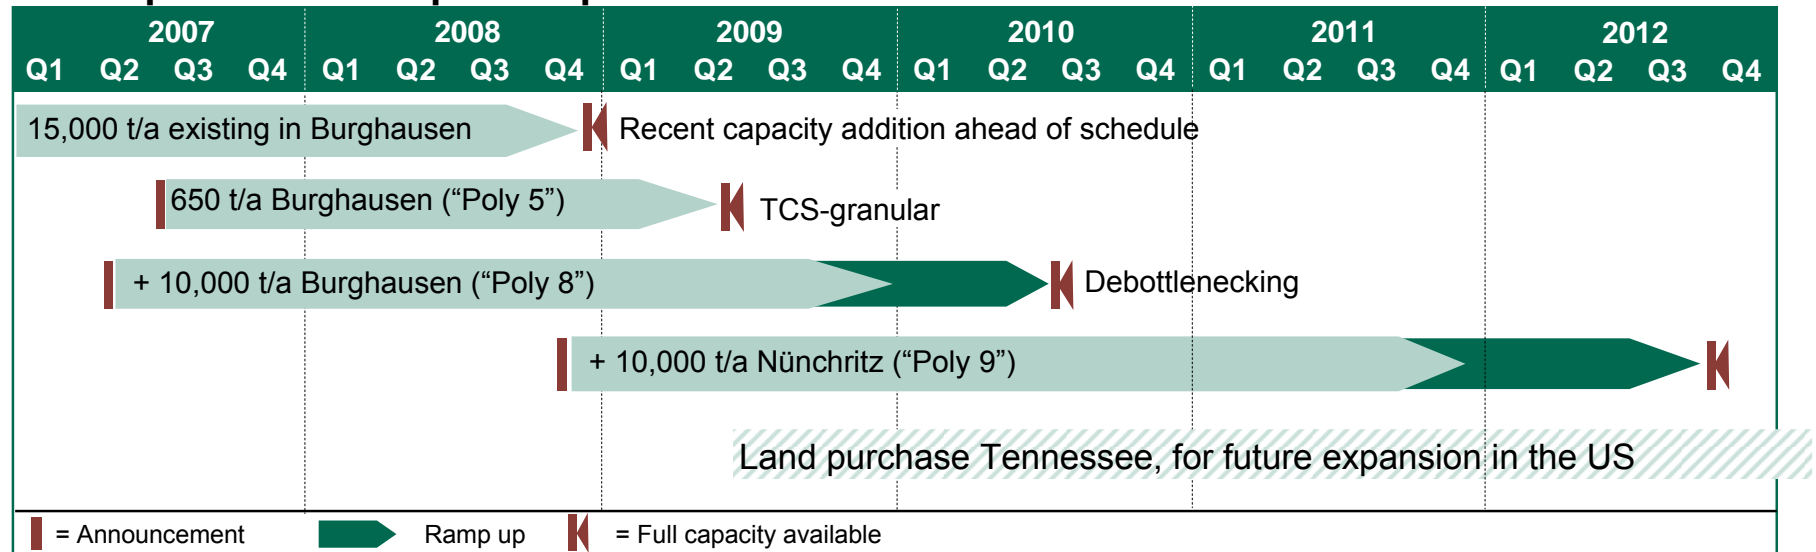 2007 2008 2009 2010 2011 2012
Q1 Q2 Q3 Q4 Q1 Q2 Q3 Q4 Q1 Q2 Q3 Q4 Q1 Q2 Q3 Q4 Q1 Q2 Q3 Q4 Q1 Q2 Q3 Q4
15,000 t/a existing in Burghausen Recent capacity addition ahead of schedule
650 t/a Burghausen (“Poly 5”) TCS-granular
+ 10,000 t/a Burghausen (“Poly 8”) Debottlenecking
+ 10,000 t/a Nünchritz (“Poly 9”)
Land purchase Tennessee, for future expansion in the US
= Announcement Ramp up = Full capacity available